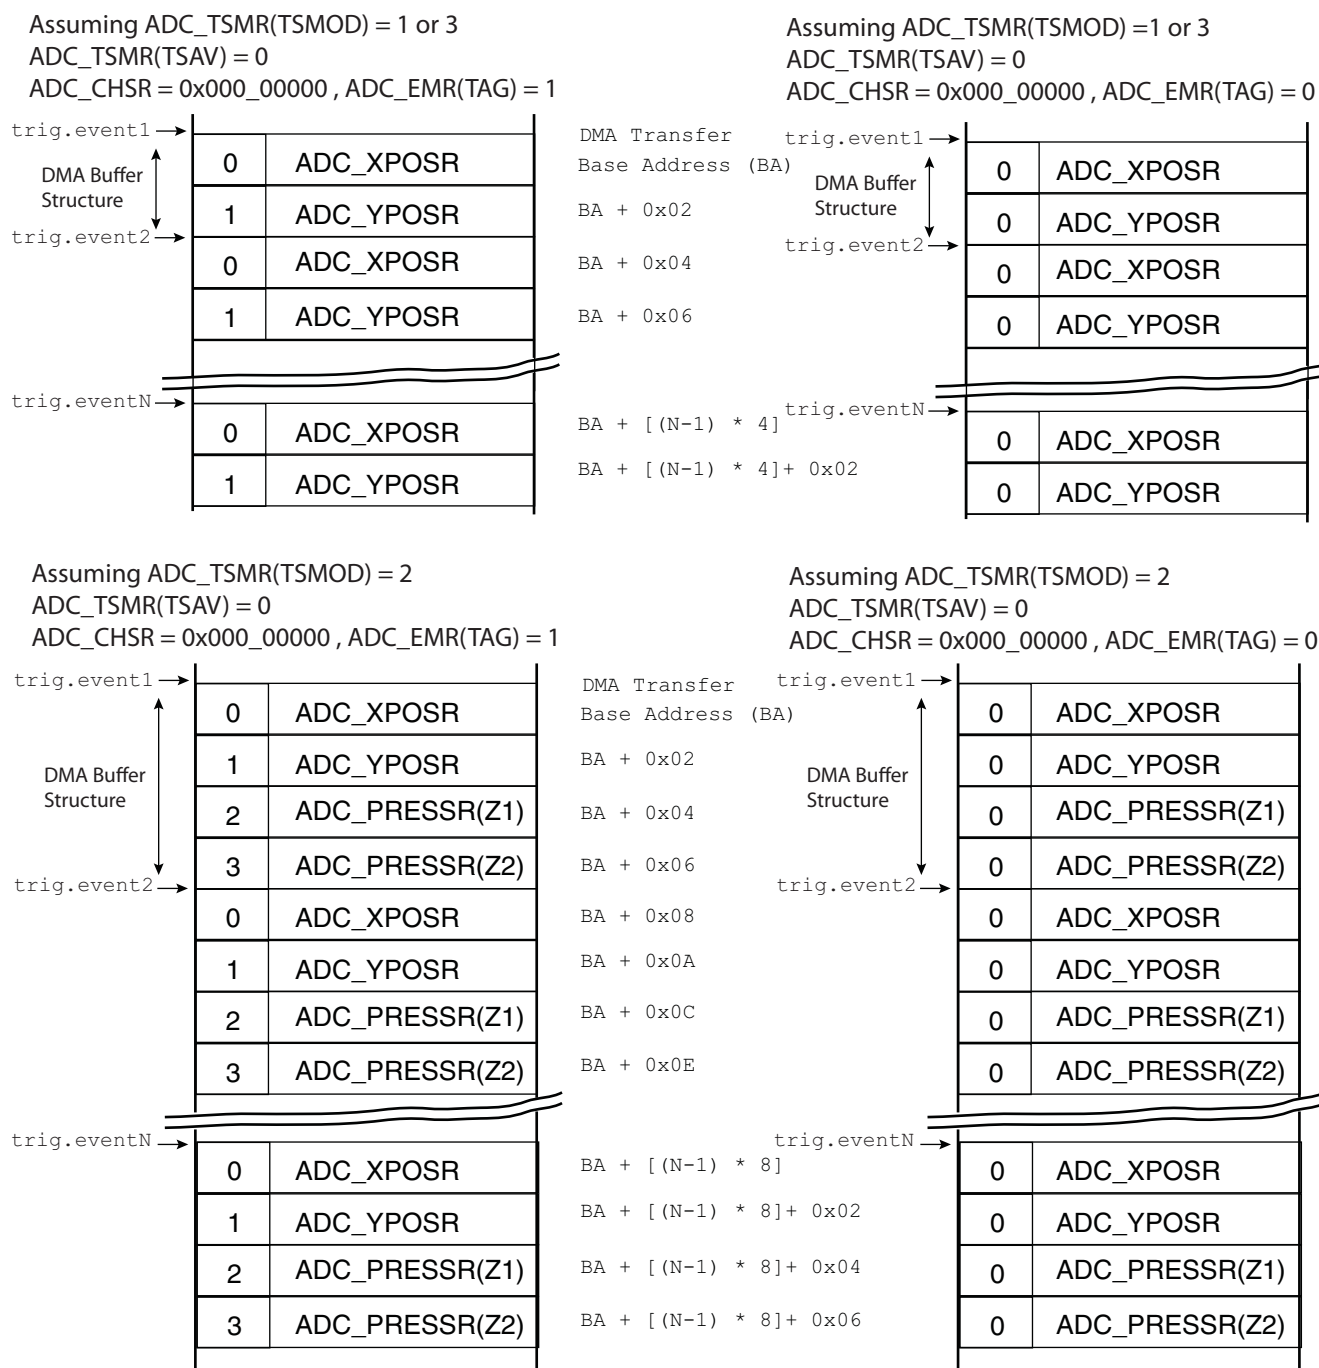 Assuming ADC_TSMR(TSMOD) = 1 or 3
ADC_TSMR(TSAV) = 0
ADC_CHSR = 0x000_00000 , ADC_EMR(TAG) = 1
trig.event1
DMA Buffer
Structure
trig.event2
0 ADC_XPOSR
1 ADC_YPOSR
0 ADC_XPOSR
1 ADC_YPOSR
trig.eventN
0 ADC_XPOSR
1 ADC_YPOSR
DMA Transfer
Base Address (BA)
BA + 0x02
BA + 0x04
BA + 0x06
BA + [(N-1) * 4]
BA + [(N-1) * 4]+ 0x02
Assuming ADC_TSMR(TSMOD) =1 or 3
ADC_TSMR(TSAV) = 0
ADC_CHSR = 0x000_00000 , ADC_EMR(TAG) = 0
trig.event1
DMA Buffer
Structure
trig.event2
0 ADC_XPOSR
0 ADC_YPOSR
0 ADC_XPOSR
0 ADC_YPOSR
trig.eventN
0 ADC_XPOSR
0 ADC_YPOSR
Assuming ADC_TSMR(TSMOD) = 2
ADC_TSMR(TSAV) = 0
ADC_CHSR = 0x000_00000 , ADC_EMR(TAG) = 1
trig.event1
DMA Buffer
Structure
trig.event2
0 ADC_XPOSR
1 ADC_YPOSR
2 ADC_PRESSR(Z1)
3 ADC_PRESSR(Z2)
0 ADC_XPOSR
1 ADC_YPOSR
2 ADC_PRESSR(Z1)
3 ADC_PRESSR(Z2)
trig.eventN
0 ADC_XPOSR
1 ADC_YPOSR
2 ADC_PRESSR(Z1)
3 ADC_PRESSR(Z2)
DMA Transfer
Base Address (BA)
BA + 0x02
BA + 0x04
BA + 0x06
BA + 0x08
BA + 0x0A
BA + 0x0C
BA + 0x0E
BA + [(N-1) * 8]
BA + [(N-1) * 8]+ 0x02
BA + [(N-1) * 8]+ 0x04
BA + [(N-1) * 8]+ 0x06
Assuming ADC_TSMR(TSMOD) = 2
ADC_TSMR(TSAV) = 0
ADC_CHSR = 0x000_00000 , ADC_EMR(TAG) = 0
trig.event1
DMA Buffer
Structure
trig.event2
0 ADC_XPOSR
0 ADC_YPOSR
0 ADC_PRESSR(Z1)
0 ADC_PRESSR(Z2)
0 ADC_XPOSR
0 ADC_YPOSR
0 ADC_PRESSR(Z1)
0 ADC_PRESSR(Z2)
trig.eventN
0 ADC_XPOSR
0 ADC_YPOSR
0 ADC_PRESSR(Z1)
0 ADC_PRESSR(Z2)